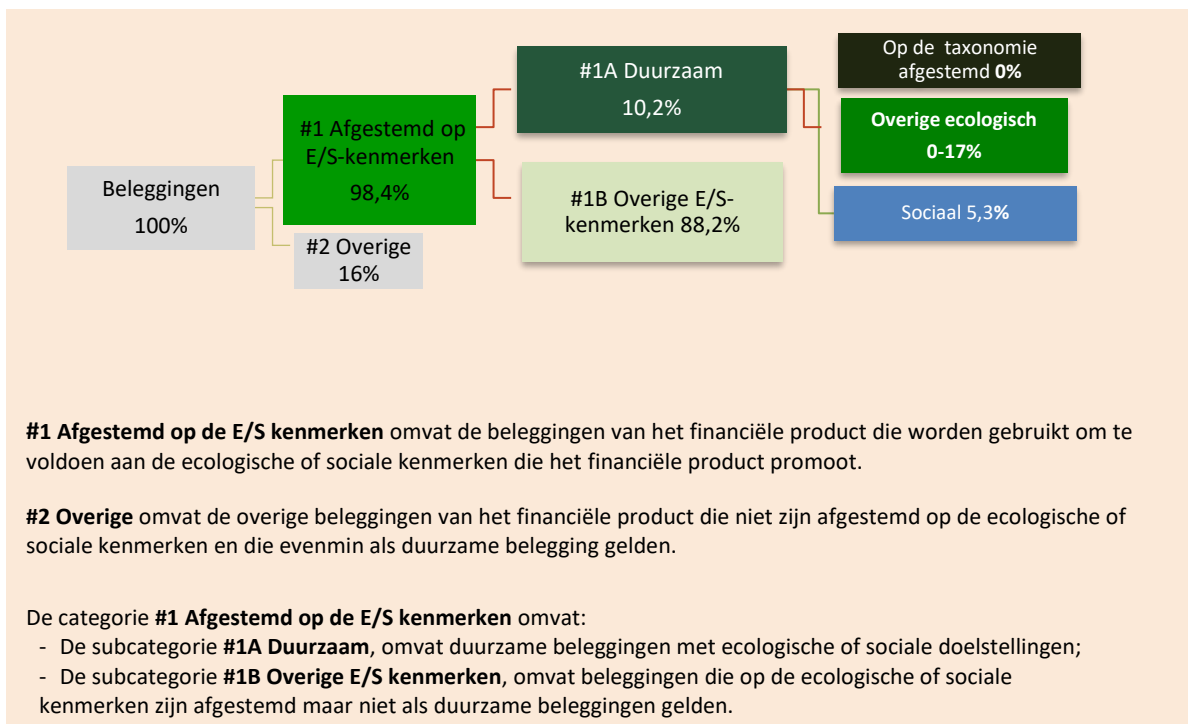 Beleggingen
100%
#1 Afgestemd op
E/S-kenmerken
98,4%
#2 Overige
16%
#1A Duurzaam
10,2%
#1B Overige E/S-
kenmerken 88,2%
Op de taxonomie
afgestemd 0%
Overige ecologisch
0-17%
Sociaal 5,3%
#1 Afgestemd op de E/S kenmerken omvat de beleggingen van het financiële product die worden gebruikt om te
voldoen aan de ecologische of sociale kenmerken die het financiële product promoot.
#2 Overige omvat de overige beleggingen van het financiële product die niet zijn afgestemd op de ecologische of
sociale kenmerken en die evenmin als duurzame belegging gelden.
De categorie #1 Afgestemd op de E/S kenmerken omvat:
- De subcategorie #1A Duurzaam, omvat duurzame beleggingen met ecologische of sociale doelstellingen;
- De subcategorie #1B Overige E/S kenmerken, omvat beleggingen die op de ecologische of sociale
kenmerken zijn afgestemd maar niet als duurzame beleggingen gelden.